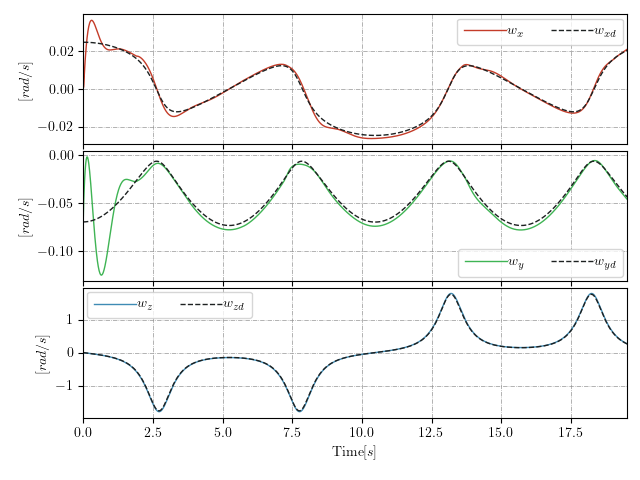 w_x w_xd
0.02
0.00
−0.02
[rad/s]
0.00
−0.05
−0.10
[rad/s]
w_y w_yd
w_z w_zd
1
0
−1
[rad/s]
0.0 2.5 5.0 7.5 10.0 12.5 15.0 17.5
Time[s]